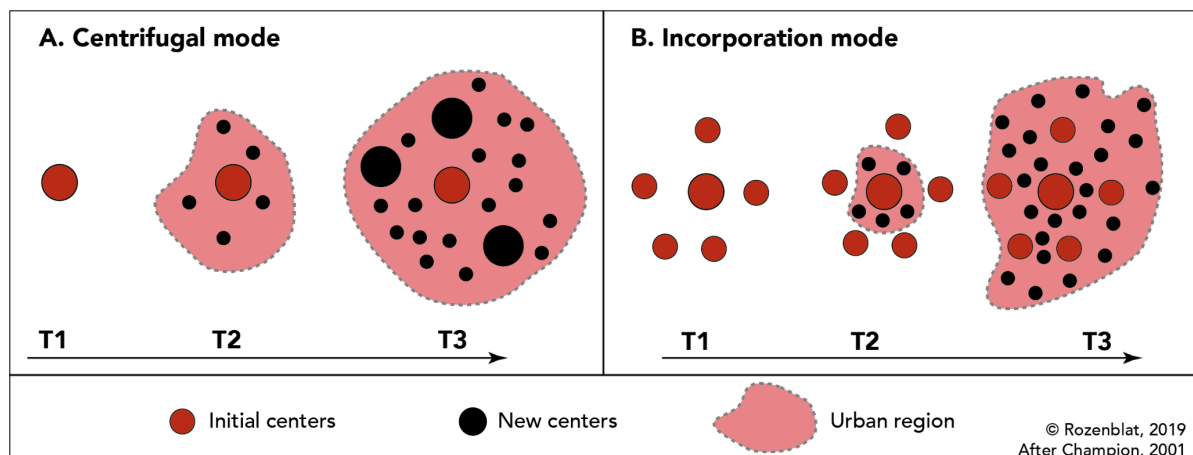 A. Centrifugal mode
T1
T2
T3
B. Incorporation mode
T1
T2
T3
Initial centers
New centers
Urban region
© Rozenblat, 2019
After Champion, 2001